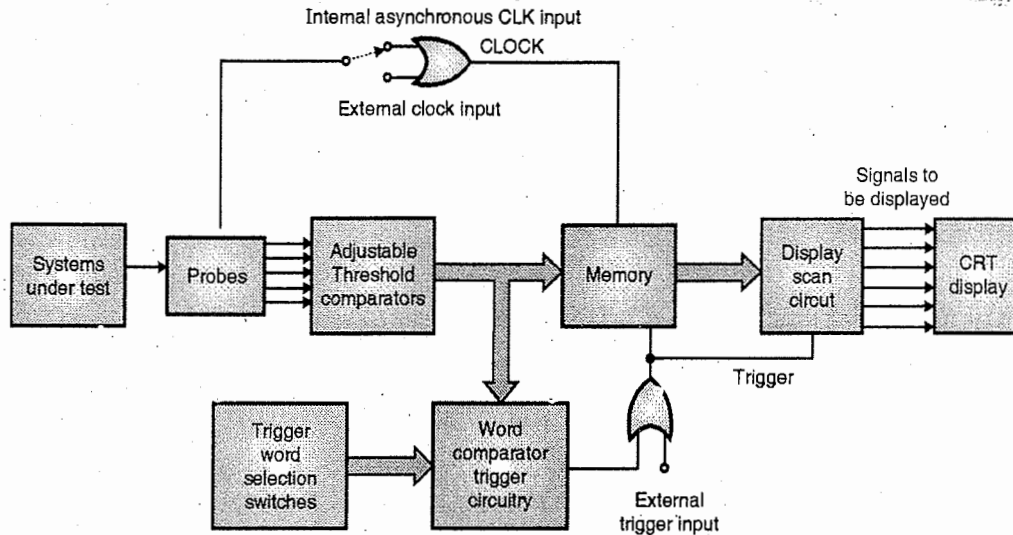 Internal asynchronous CLK input
CLOCK
External clock input
Signals to
be displayed
Systems
under test
Probes
Adjustable
Threshold
comparators
Memory
Display
scan
circut
CRT
display
Trigger
Trigger
word
selection
switches
Word
comparator
trigger
circuitry
External
trigger input